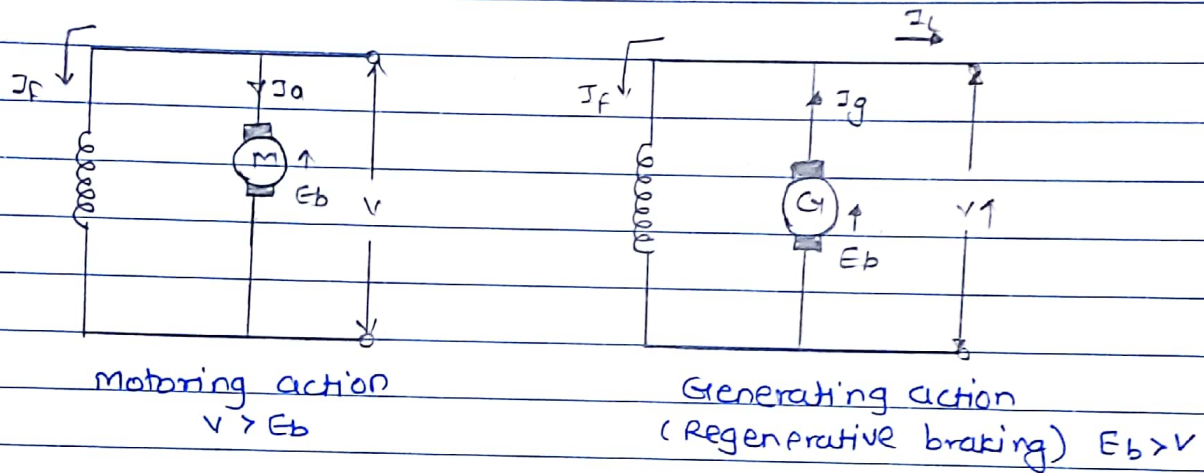 If
Ia
M
Eb
V
Motoring action
V > Eb
IL
If
Ig
G
Eb
V
Generating action
(Regenerative braking) Eb > V